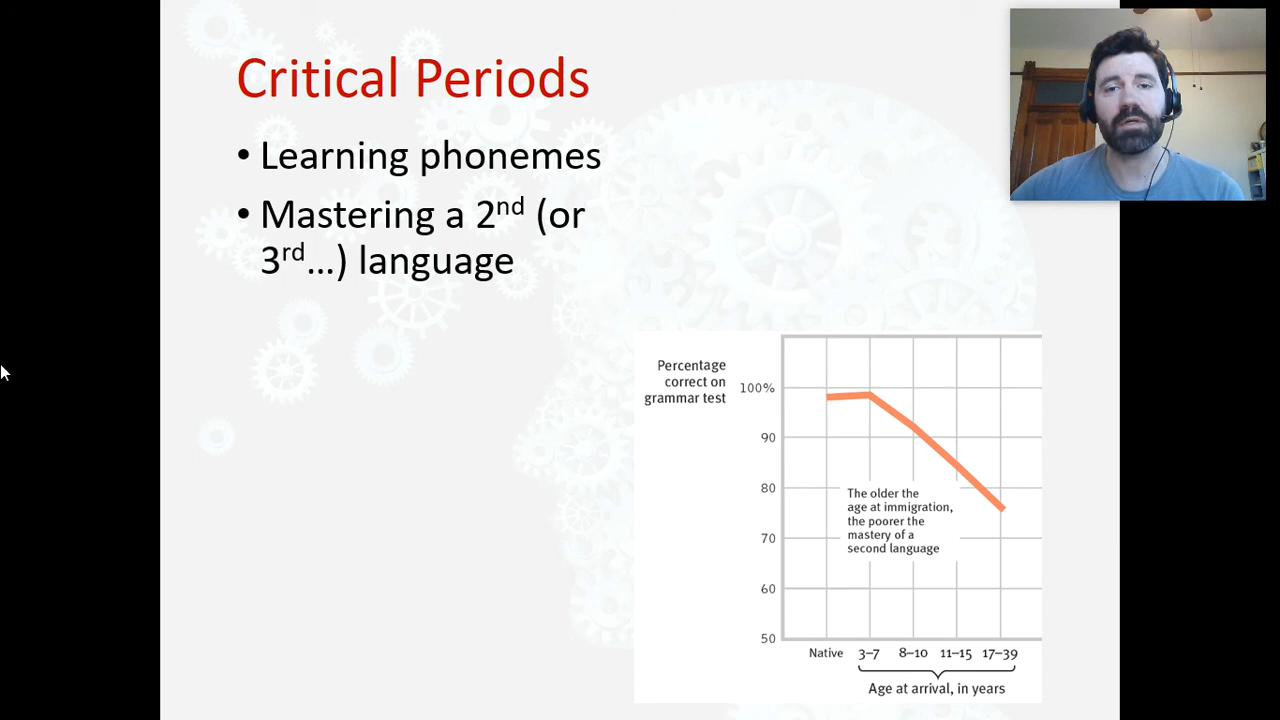 Critical Periods
• Learning phonemes
• Mastering a 2nd (or
3rd…) language
Percentage
correct on
grammar test
100%
90
80
70
60
50
The older the
age at immigration,
the poorer the
mastery of a
second language
Native 3–7 8–10 11–15 17–39
Age at arrival, in years